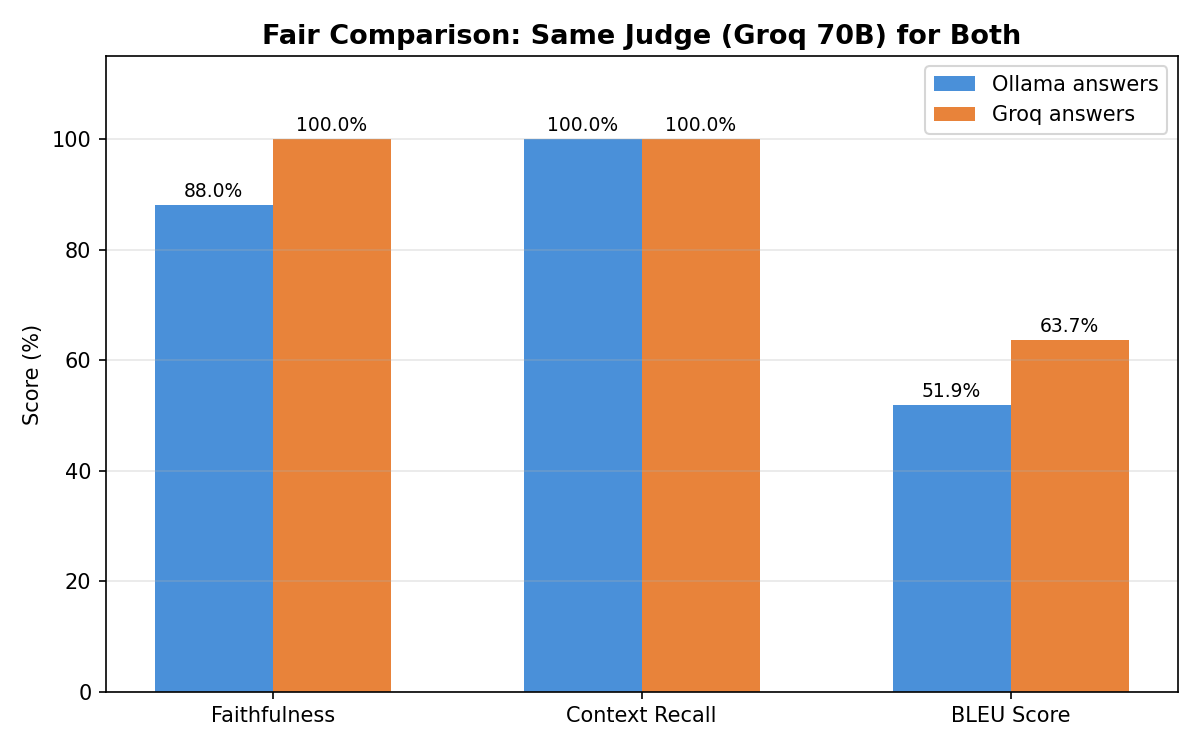 Fair Comparison: Same Judge (Groq 70B) for Both
Ollama answers
Groq answers
100.0%
100.0%
100.0%
88.0%
63.7%
51.9%
Score (%)
100
80
60
40
20
0
Faithfulness
Context Recall
BLEU Score